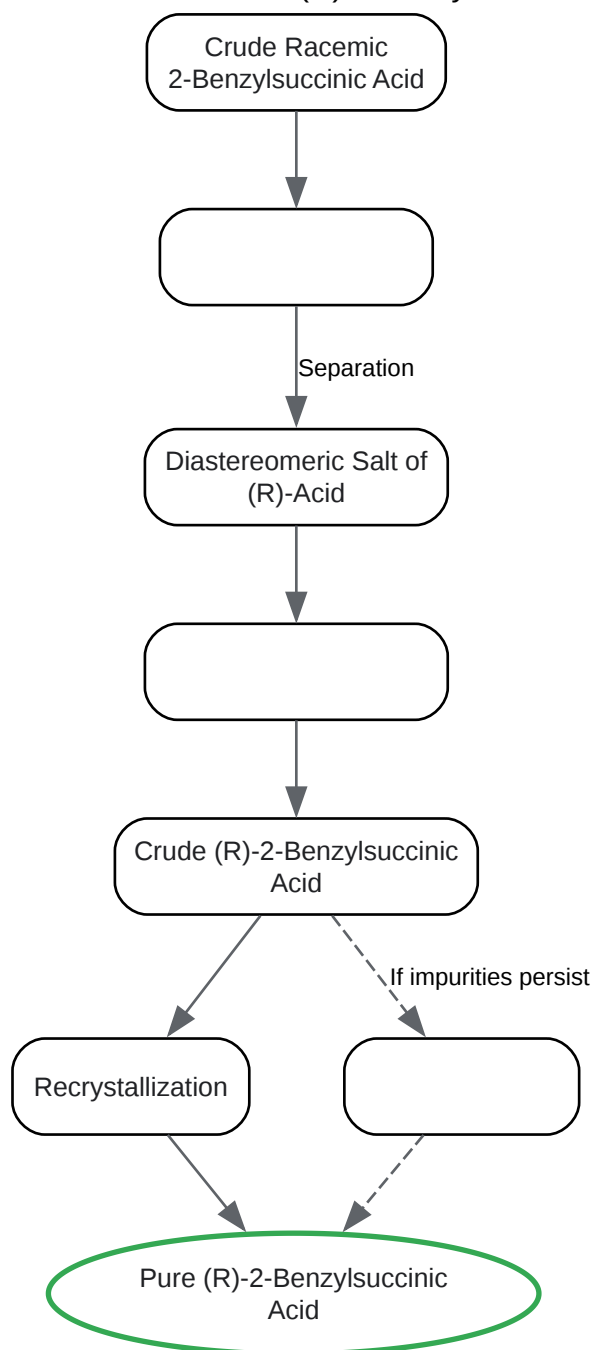 Crude Racemic
2-Benzylsuccinic Acid
Separation
Diastereomeric Salt of
(R)-Acid
Crude (R)-2-Benzylsuccinic
Acid
If impurities persist
Recrystallization
Pure (R)-2-Benzylsuccinic
Acid